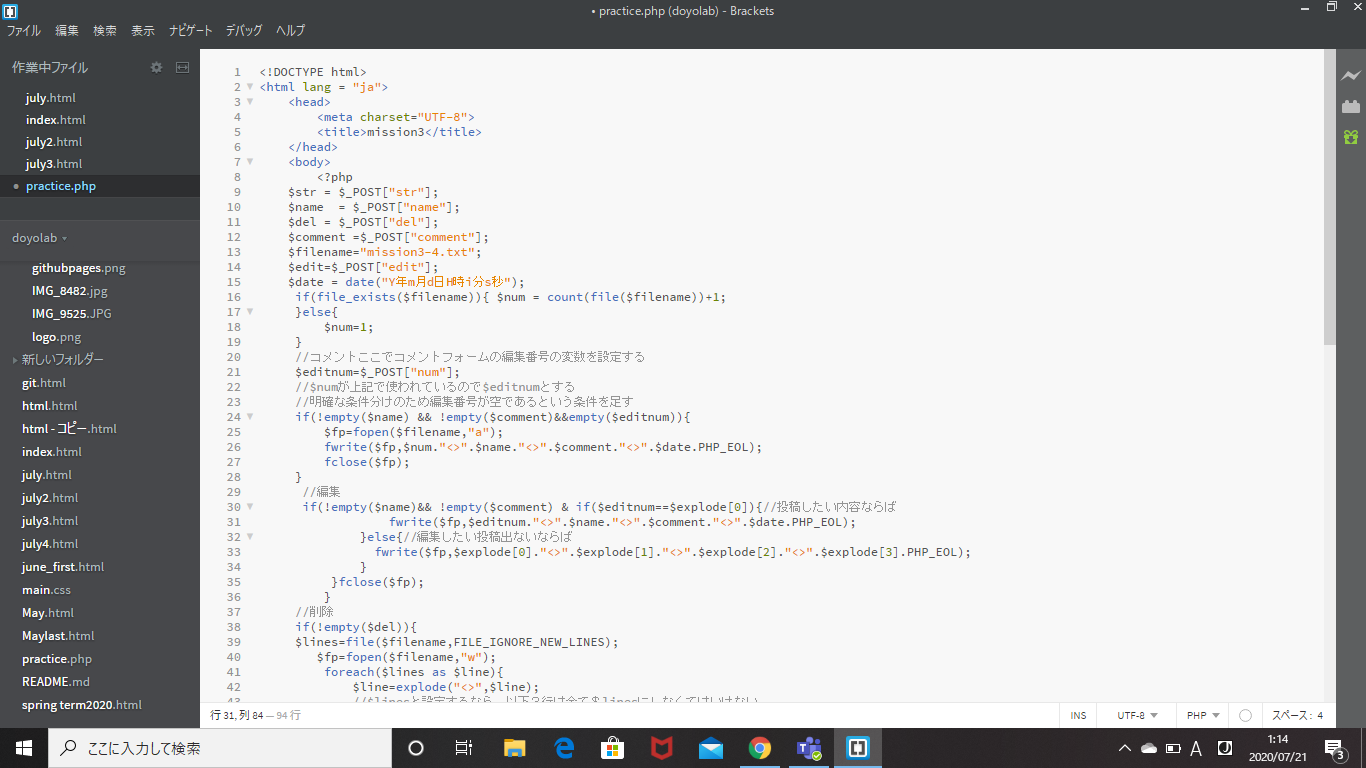 • practice.php (doyolab) - Brackets
ファイル 編集 検索 表示 ナビゲート デバッグ ヘルプ
作業中ファイル
july.html
index.html
july2.html
july3.html
• practice.php
doyolab
githubpages.png
IMG_8482.jpg
IMG_9525.JPG
logo.png
新しいフォルダー
git.html
html.html
html - コピー.html
index.html
july.html
july2.html
july3.html
july4.html
june_first.html
main.css
May.html
Maylast.html
practice.php
README.md
spring term2020.html
1 <!DOCTYPE html>
2 <html lang = "ja">
3 <head>
4 <meta charset="UTF-8">
5 <title>mission3</title>
6 </head>
7 <body>
8 <?php
9 $str = $_POST["str"];
10 $name  = $_POST["name"];
11 $del = $_POST["del"];
12 $comment =$_POST["comment"];
13 $filename="mission3-4.txt";
14 $edit=$_POST["edit"];
15 $date = date("Y年m月d日H時i分s秒");
16 if(file_exists($filename)){ $num = count(file($filename))+1;
17 }else{
18 $num=1;
19 }
20 //コメントここでコメントフォームの編集番号の変数を設定する
21 $editnum=$_POST["num"];
22 //$numが上記で使われているので$editnumとする
23 //明確な条件分けのため編集番号が空であるという条件を足す
24 if(!empty($name) && !empty($comment)&&empty($editnum)){
25 $fp=fopen($filename,"a");
26 fwrite($fp,$num."<>".$name."<>".$comment."<>".$date.PHP_EOL);
27 fclose($fp);
28 }
29 //編集
30 if(!empty($name)&& !empty($comment) & if($editnum==$explode[0]){//投稿したい内容ならば
31 fwrite($fp,$editnum."<>".$name."<>".$comment."<>".$date.PHP_EOL);
32 }else{//編集したい投稿出ないならば
33 fwrite($fp,$explode[0]."<>".$explode[1]."<>".$explode[2]."<>".$explode[3].PHP_EOL);
34 }
35 }fclose($fp);
36 }
37 //削除
38 if(!empty($del)){
39 $lines=file($filename,FILE_IGNORE_NEW_LINES);
40 $fp=fopen($filename,"w");
41 foreach($lines as $line){
42 $line=explode("<>",$line);
行 31, 列 84 — 94 行
INS UTF-8 PHP スペース: 4
ここに入力して検索
A
J
1:14
2020/07/21
3